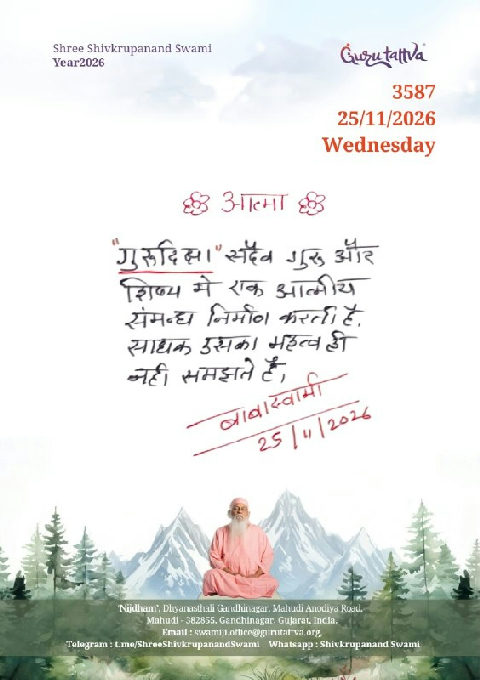 Shree Shivkrupanand Swami
Year2026
Gurutattva
3587
25/11/2026
Wednesday
आत्मा
"गुरुदिक्षा" सदैव गुरु और
शिष्य मे एक आत्मीय
संमन्ध निर्माण करती है,
साधक उसका महत्व ही
नही समझते है,
बाबास्वामी
25/11/2026
'Nijdham', Dhyanasthali Gandhinagar, Mahudi Anodiya Road,
Mahudi - 382855, Gandhinagar, Gujarat, India.
Email : swami.office@gurutattva.org,
Telegram : t.me/ShreeShivkrupanandSwami Whatsapp : Shivkrupanand Swami